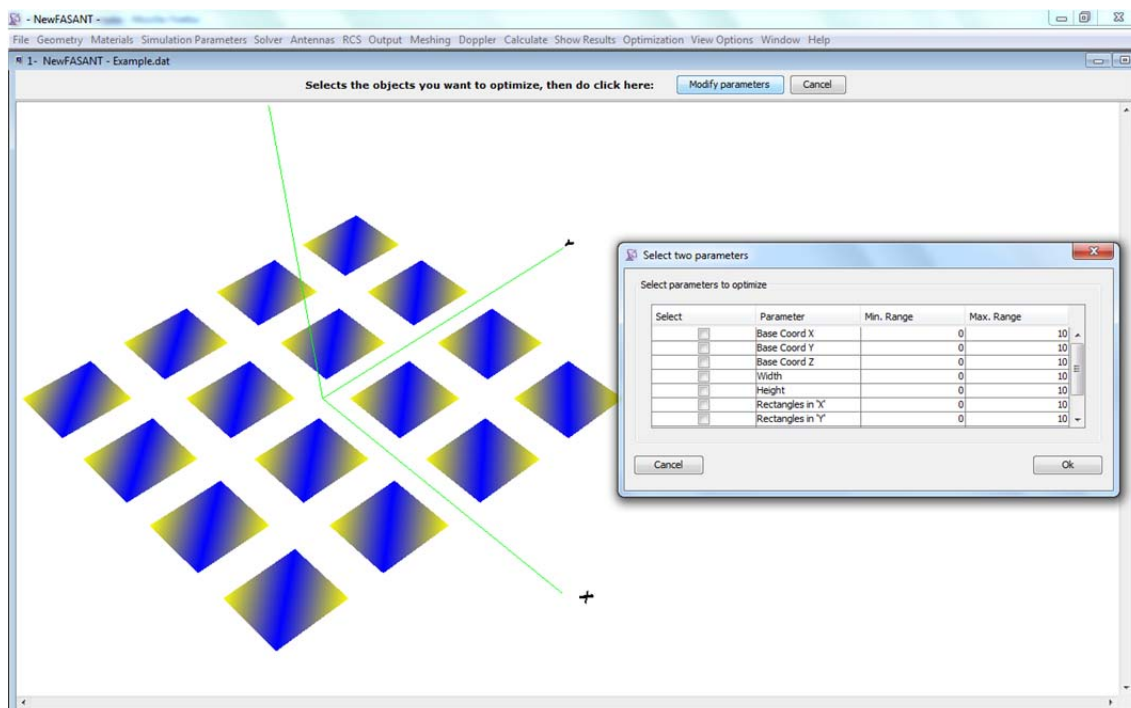 - NewFASANT -
File Geometry Materials Simulation Parameters Solver Antennas RCS Output Meshing Doppler Calculate Show Results Optimization View Options Window Help
1- NewFASANT - Example.dat
Selects the objects you want to optimize, then do click here: Modify parameters Cancel
Y
Select two parameters
Select parameters to optimize
Select Parameter Min. Range Max. Range
Base Coord X 0 10
Base Coord Y 0 10
Base Coord Z 0 10
Width 0 10
Height 0 10
Rectangles in 'X' 0 10
Rectangles in 'Y' 0 10
Cancel Ok
X